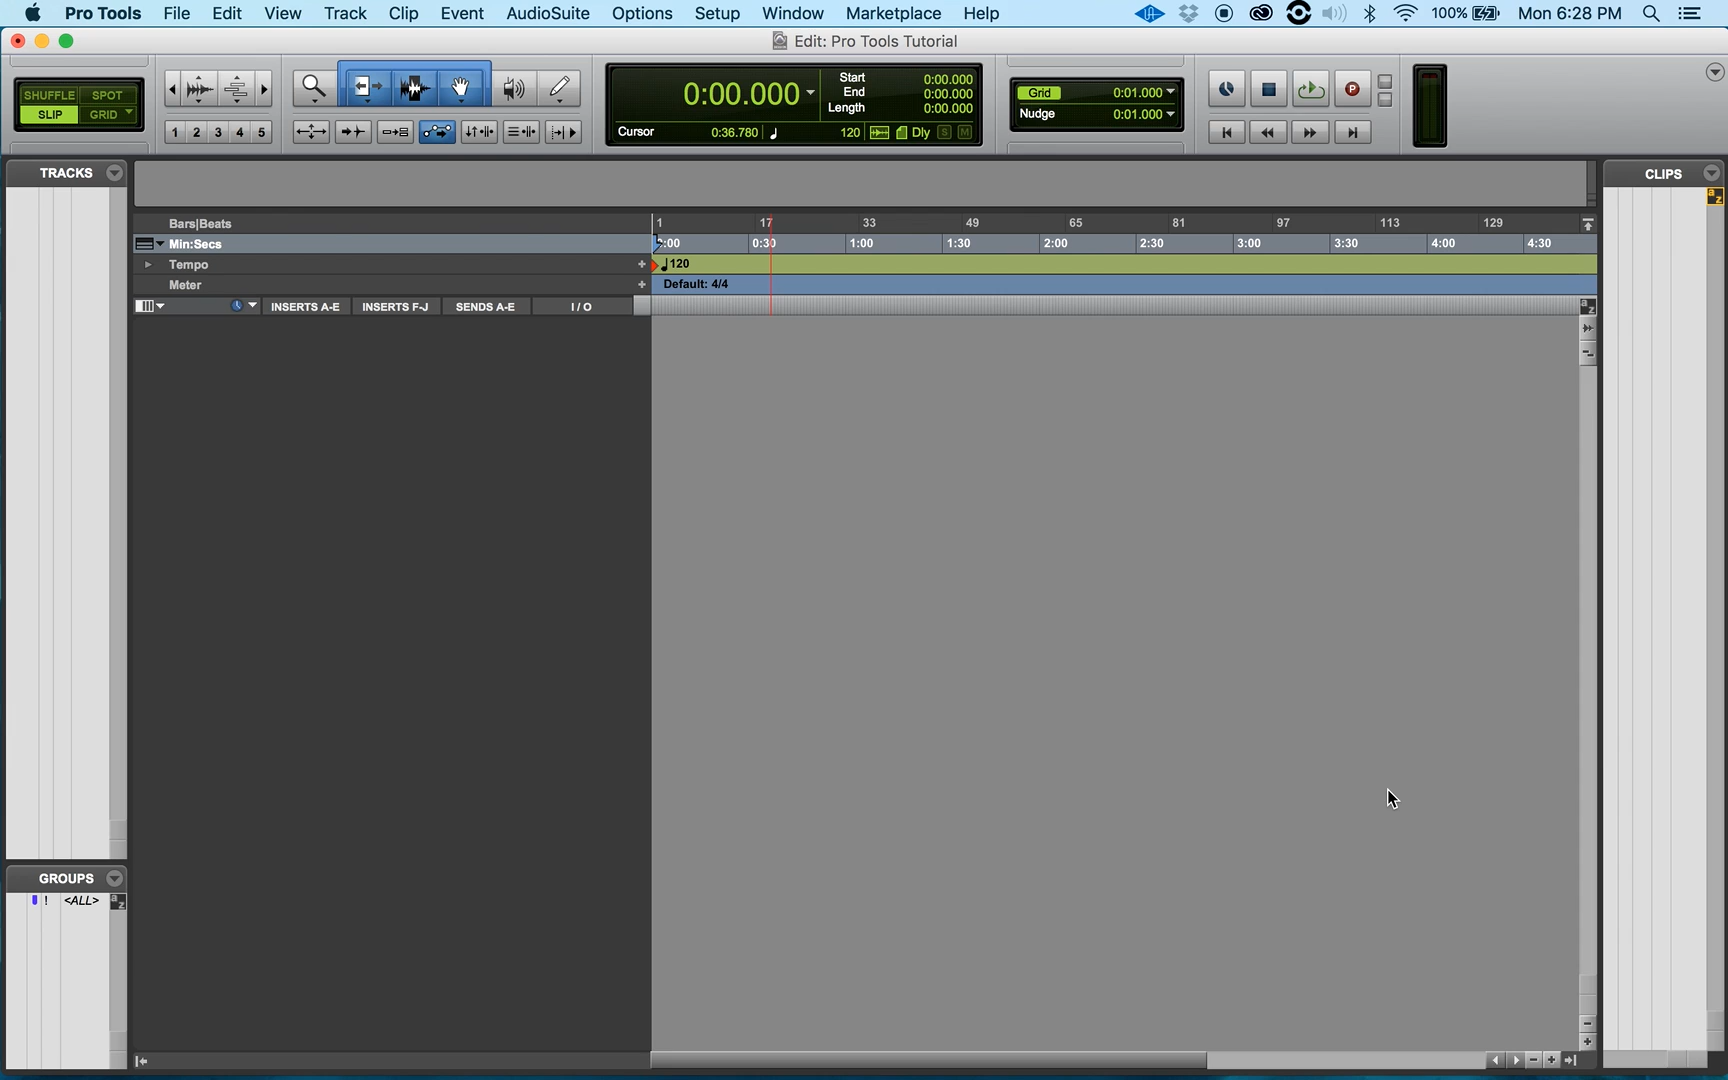 Pro Tools File Edit View Track Clip Event AudioSuite Options Setup Window Marketplace Help 100% Mon 6:28 PM
Edit: Pro Tools Tutorial
SHUFFLE SPOT
SLIP GRID
1 2 3 4 5
0:00.000
Start 0:00.000
End 0:00.000
Length 0:00.000
Cursor 0:36.780 120 Dly S M
Grid 0:01.000
Nudge 0:01.000
P
TRACKS
CLIPS
a z
Bars|Beats 1 17 33 49 65 81 97 113 129
Min:Secs 0:00 0:30 1:00 1:30 2:00 2:30 3:00 3:30 4:00 4:30
Tempo + 120
Meter + Default: 4/4
INSERTS A-E INSERTS F-J SENDS A-E I / O
a z
GROUPS
! <ALL> a z